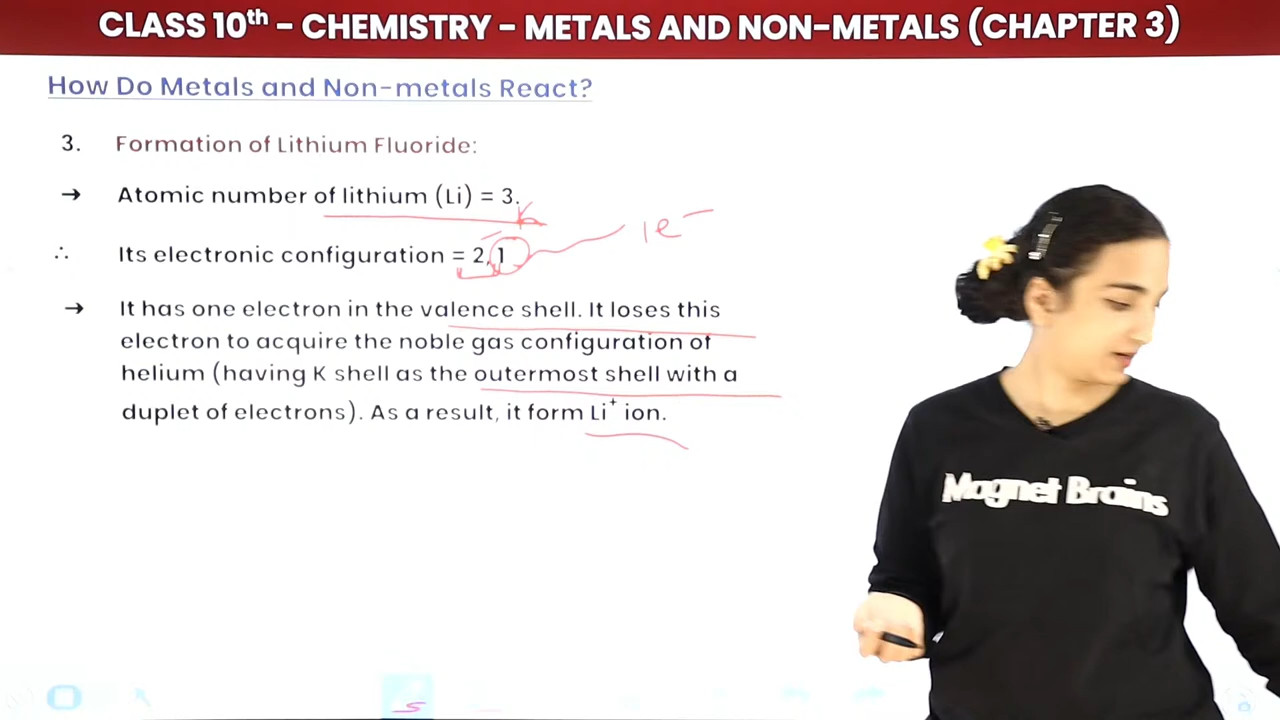 CLASS 10th - CHEMISTRY - METALS AND NON-METALS (CHAPTER 3)
How Do Metals and Non-metals React?
3. Formation of Lithium Fluoride:
→ Atomic number of lithium (Li) = 3.
K
1e⁻
∴ Its electronic configuration = 2,1
→ It has one electron in the valence shell. It loses this
electron to acquire the noble gas configuration of
helium (having K shell as the outermost shell with a
duplet of electrons). As a result, it form Li⁺ ion.
Magnet Brains